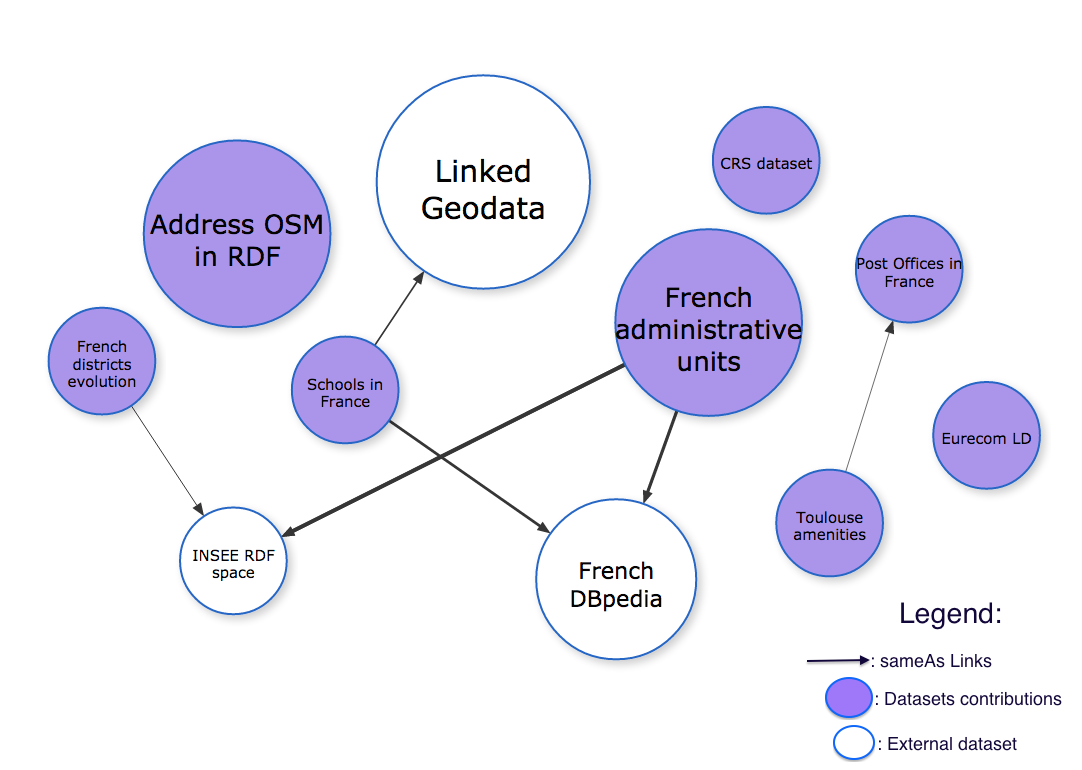 Linked
Geodata
CRS dataset
Address OSM
in RDF
Post Offices in
France
French
administrative
units
French
districts
evolution
Schools in
France
Eurecom LD
Toulouse
amenities
INSEE RDF
space
French
DBpedia
Legend:
: sameAs Links
: Datasets contributions
: External dataset